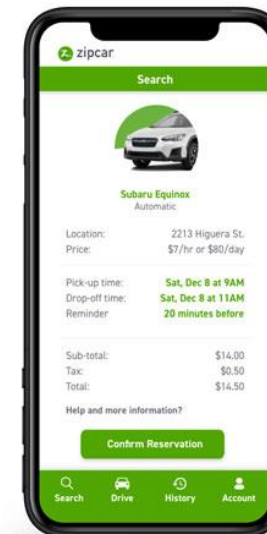 zipcar
Search
Subaru Equinox
Automatic
Location: 2213 Higuera St.
Price: $7/hr or $80/day
Pick-up time: Sat, Dec 8 at 9AM
Drop-off time: Sat, Dec 8 at 11AM
Reminder 20 minutes before
Sub-total: $14.00
Tax: $0.50
Total: $14.50
Help and more information?
Confirm Reservation
Search Drive History Account